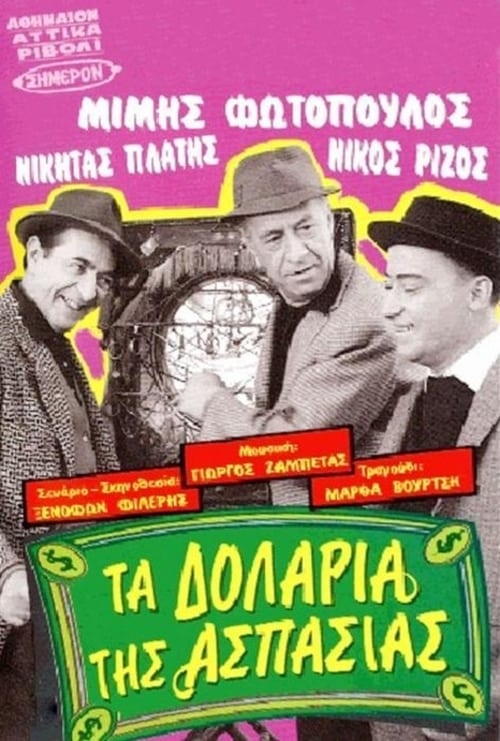 ΑΘΗΝΑΙΟΝ
ΑΤΤΙΚΑ
ΡΙΒΟΛΙ
ΣΗΜΕΡΟΝ
ΜΙΜΗΣ ΦΩΤΟΠΟΥΛΟΣ
ΝΙΚΗΤΑΣ ΠΛΑΤΗΣ
ΝΙΚΟΣ ΡΙΖΟΣ
Σενάριο-Σκηνοθεσία:
ΞΕΝΟΦΩΝ ΦΙΛΕΡΗΣ
Μουσική:
ΓΙΩΡΓΟΣ ΖΑΜΠΕΤΑΣ
Τραγούδι:
ΜΑΡΘΑ ΒΟΥΡΤΣΗ
$ $
ΤΑ ΔΟΛΑΡΙΑ
ΤΗΣ ΑΣΠΑΣΙΑΣ
$ $